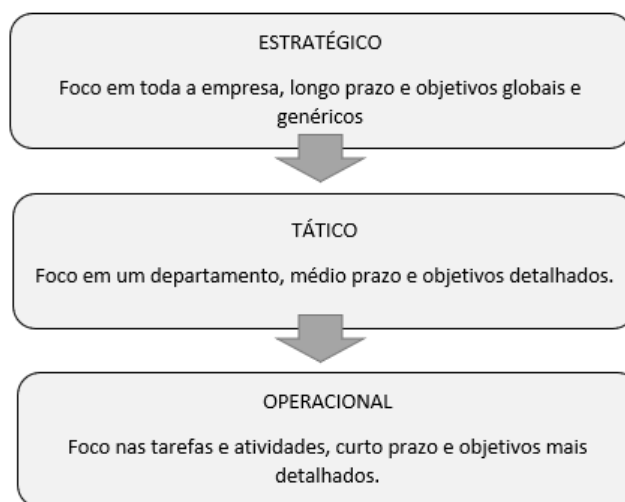 ESTRATÉGICO
Foco em toda a empresa, longo prazo e objetivos globais e
genéricos
TÁTICO
Foco em um departamento, médio prazo e objetivos detalhados.
OPERACIONAL
Foco nas tarefas e atividades, curto prazo e objetivos mais
detalhados.